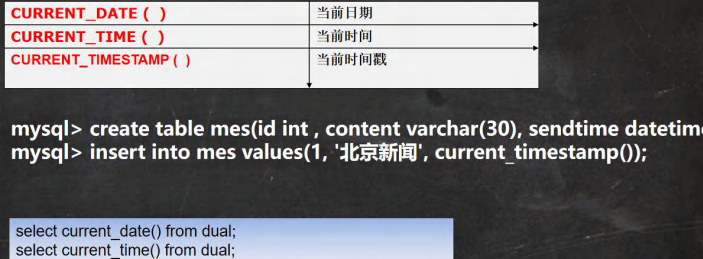 CURRENT_DATE ( ) 当前日期
CURRENT_TIME ( ) 当前时间
CURRENT_TIMESTAMP ( ) 当前时间戳
mysql> create table mes(id int , content varchar(30), sendtime datetime
mysql> insert into mes values(1, '北京新闻', current_timestamp());
select current_date() from dual;
select current_time() from dual;